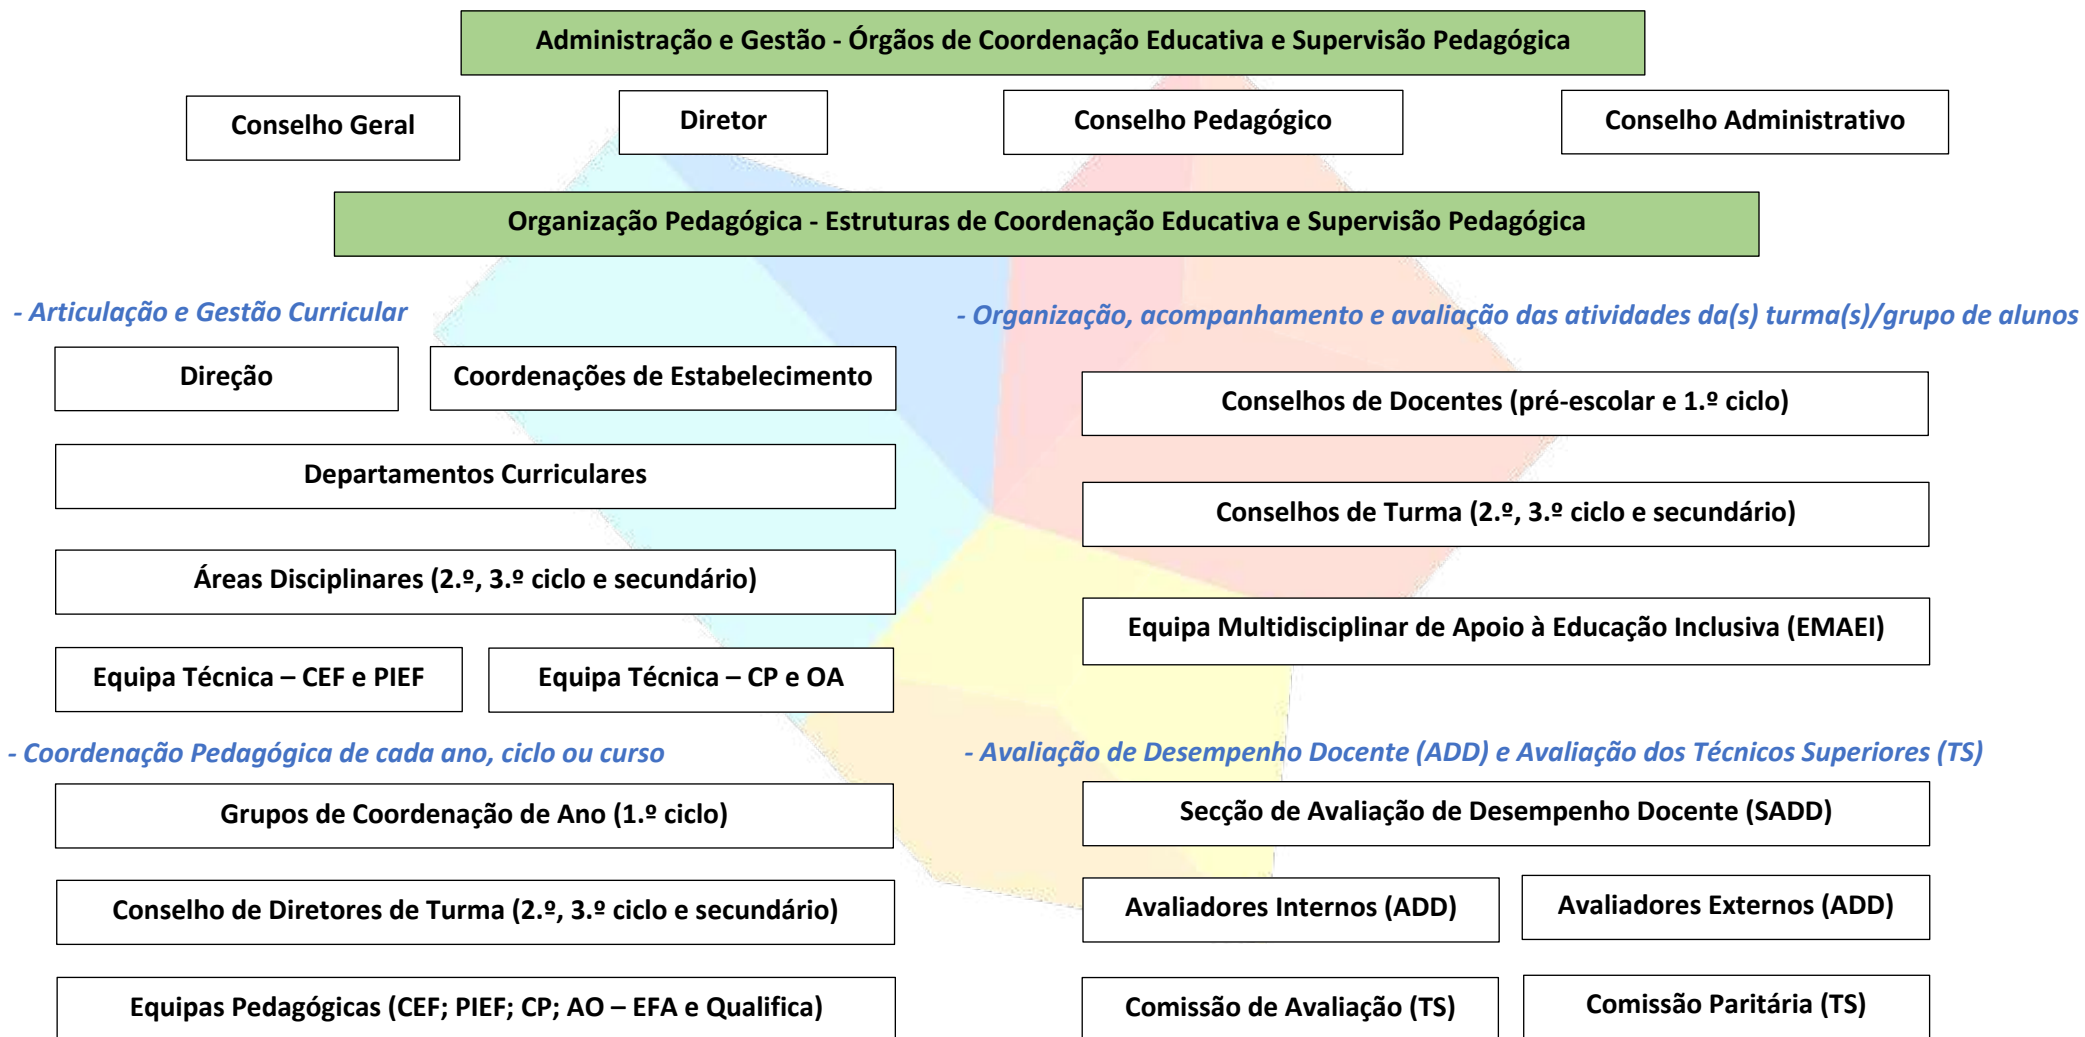 Administração e Gestão - Órgãos de Coordenação Educativa e Supervisão Pedagógica
Conselho Geral
Diretor
Conselho Pedagógico
Conselho Administrativo
Organização Pedagógica - Estruturas de Coordenação Educativa e Supervisão Pedagógica
- Articulação e Gestão Curricular
Direção
Coordenações de Estabelecimento
Departamentos Curriculares
Áreas Disciplinares (2.º, 3.º ciclo e secundário)
Equipa Técnica – CEF e PIEF
Equipa Técnica – CP e OA
- Organização, acompanhamento e avaliação das atividades da(s) turma(s)/grupo de alunos
Conselhos de Docentes (pré-escolar e 1.º ciclo)
Conselhos de Turma (2.º, 3.º ciclo e secundário)
Equipa Multidisciplinar de Apoio à Educação Inclusiva (EMAEI)
- Coordenação Pedagógica de cada ano, ciclo ou curso
Grupos de Coordenação de Ano (1.º ciclo)
Conselho de Diretores de Turma (2.º, 3.º ciclo e secundário)
Equipas Pedagógicas (CEF; PIEF; CP; AO – EFA e Qualifica)
- Avaliação de Desempenho Docente (ADD) e Avaliação dos Técnicos Superiores (TS)
Secção de Avaliação de Desempenho Docente (SADD)
Avaliadores Internos (ADD)
Avaliadores Externos (ADD)
Comissão de Avaliação (TS)
Comissão Paritária (TS)